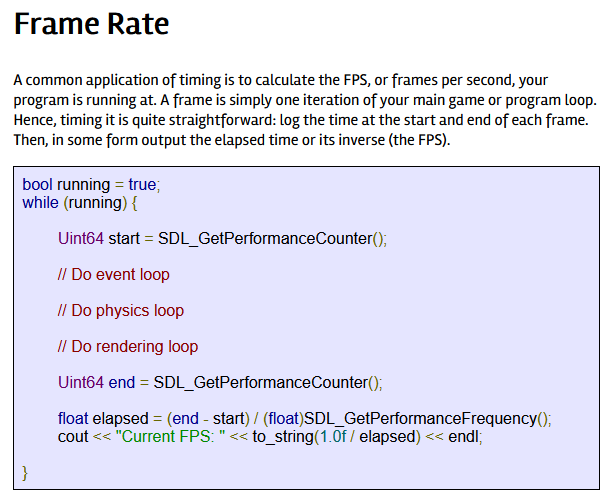 Frame Rate
A common application of timing is to calculate the FPS, or frames per second, your
program is running at. A frame is simply one iteration of your main game or program loop.
Hence, timing it is quite straightforward: log the time at the start and end of each frame.
Then, in some form output the elapsed time or its inverse (the FPS).
bool running = true;
while (running) {
Uint64 start = SDL_GetPerformanceCounter();
// Do event loop
// Do physics loop
// Do rendering loop
Uint64 end = SDL_GetPerformanceCounter();
float elapsed = (end - start) / (float)SDL_GetPerformanceFrequency();
cout << "Current FPS: " << to_string(1.0f / elapsed) << endl;
}